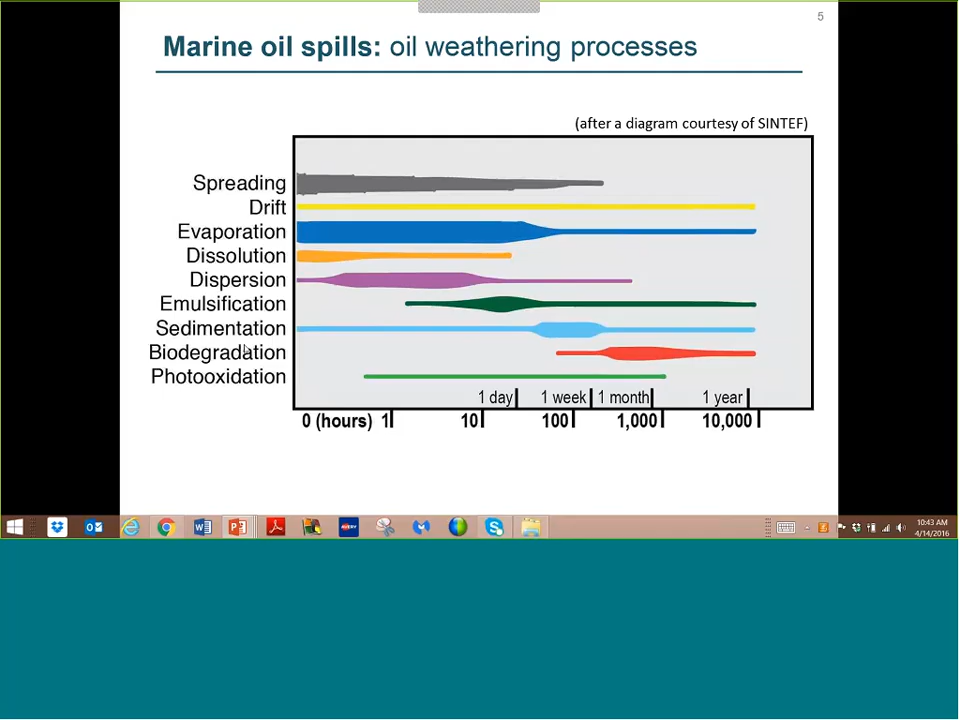 5
Marine oil spills: oil weathering processes
(after a diagram courtesy of SINTEF)
Spreading
Drift
Evaporation
Dissolution
Dispersion
Emulsification
Sedimentation
Biodegradation
Photooxidation
1 day 1 week 1 month 1 year
0 (hours) 1 10 100 1,000 10,000
AVERY
10:43 AM
4/14/2016